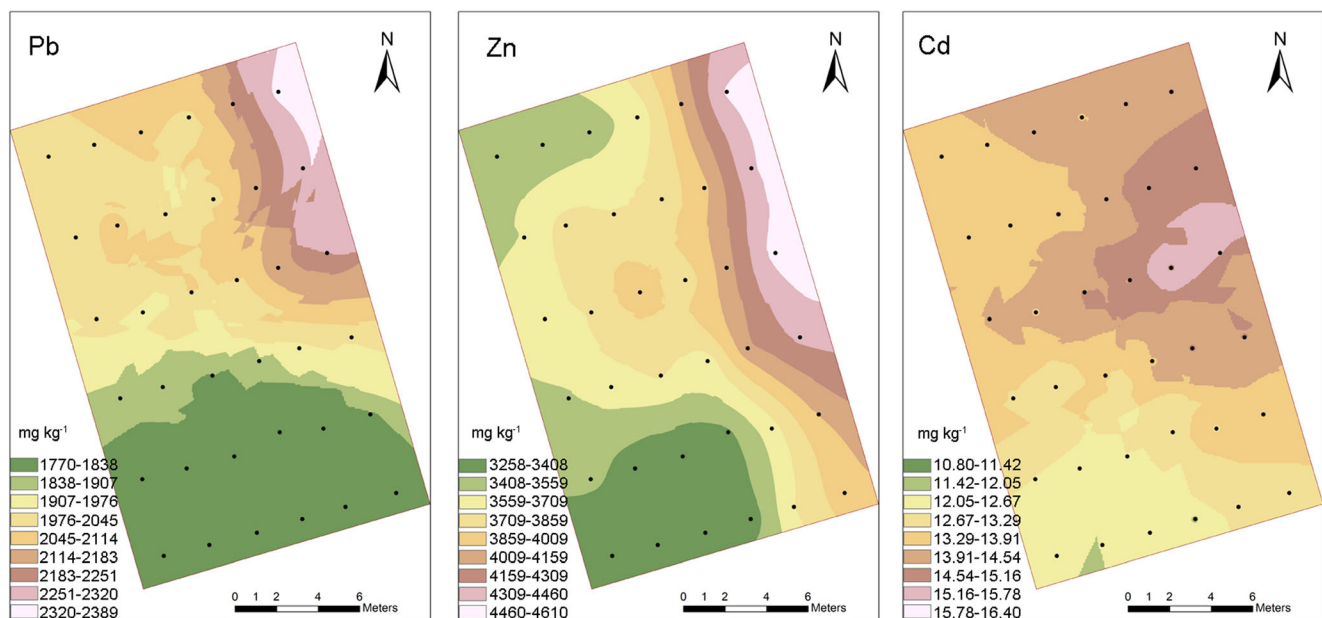 Pb
N
mg kg⁻¹
1770-1838
1838-1907
1907-1976
1976-2045
2045-2114
2114-2183
2183-2251
2251-2320
2320-2389
0 1 2 4 6
Meters
Zn
N
mg kg⁻¹
3258-3408
3408-3559
3559-3709
3709-3859
3859-4009
4009-4159
4159-4309
4309-4460
4460-4610
0 1 2 4 6
Meters
Cd
N
mg kg⁻¹
10.80-11.42
11.42-12.05
12.05-12.67
12.67-13.29
13.29-13.91
13.91-14.54
14.54-15.16
15.16-15.78
15.78-16.40
0 1 2 4 6
Meters